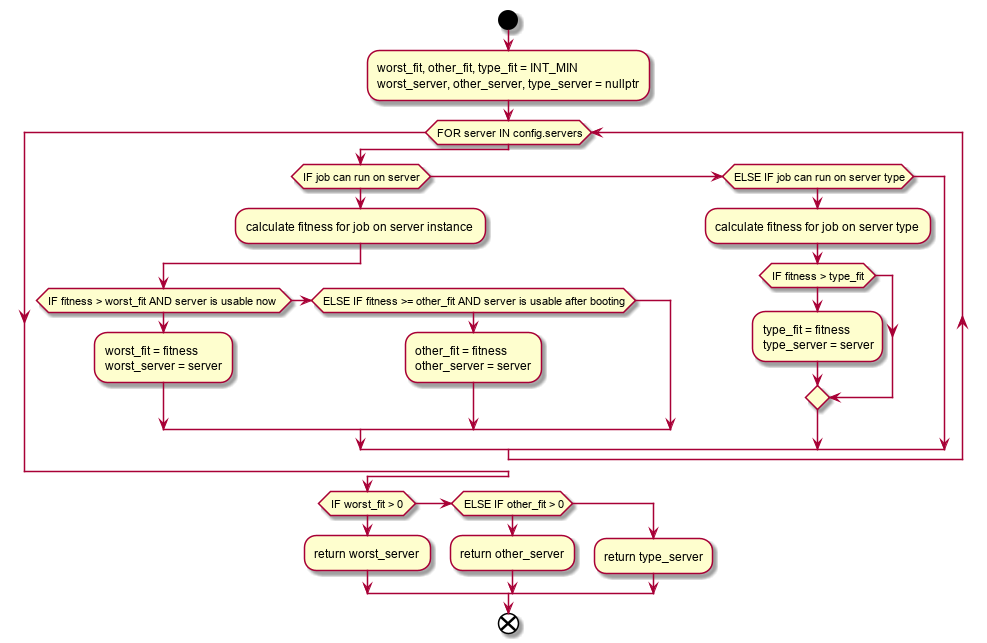 worst_fit, other_fit, type_fit = INT_MIN
worst_server, other_server, type_server = nullptr
FOR server IN config.servers
IF job can run on server
ELSE IF job can run on server type
calculate fitness for job on server instance
calculate fitness for job on server type
IF fitness > type_fit
IF fitness > worst_fit AND server is usable now
ELSE IF fitness >= other_fit AND server is usable after booting
type_fit = fitness
type_server = server
worst_fit = fitness
worst_server = server
other_fit = fitness
other_server = server
IF worst_fit > 0
ELSE IF other_fit > 0
return worst_server
return other_server
return type_server